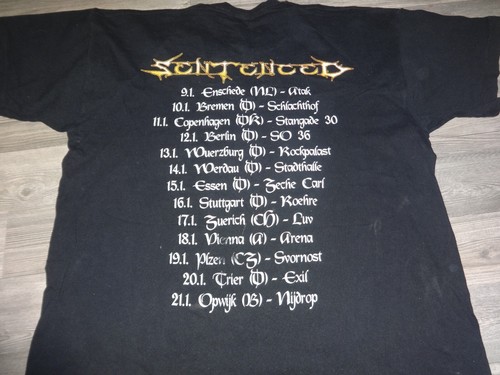 SENTENCED
9.1. Enschede (NL) - Atak
10.1. Bremen (D) - Schlachthof
11.1. Copenhagen (DK) - Stangade 30
12.1. Berlin (D) - SO 36
13.1. Wuerzburg (D) - Rockpalast
14.1. Werdau (D) - Stadthalle
15.1. Essen (D) - Zeche Carl
16.1. Stuttgart (D) - Roehre
17.1. Zuerich (CH) - Luv
18.1. Vienna (A) - Arena
19.1. Plzen (CZ) - Svornost
20.1. Trier (D) - Exil
21.1. Opwijk (B) - Nijdrop